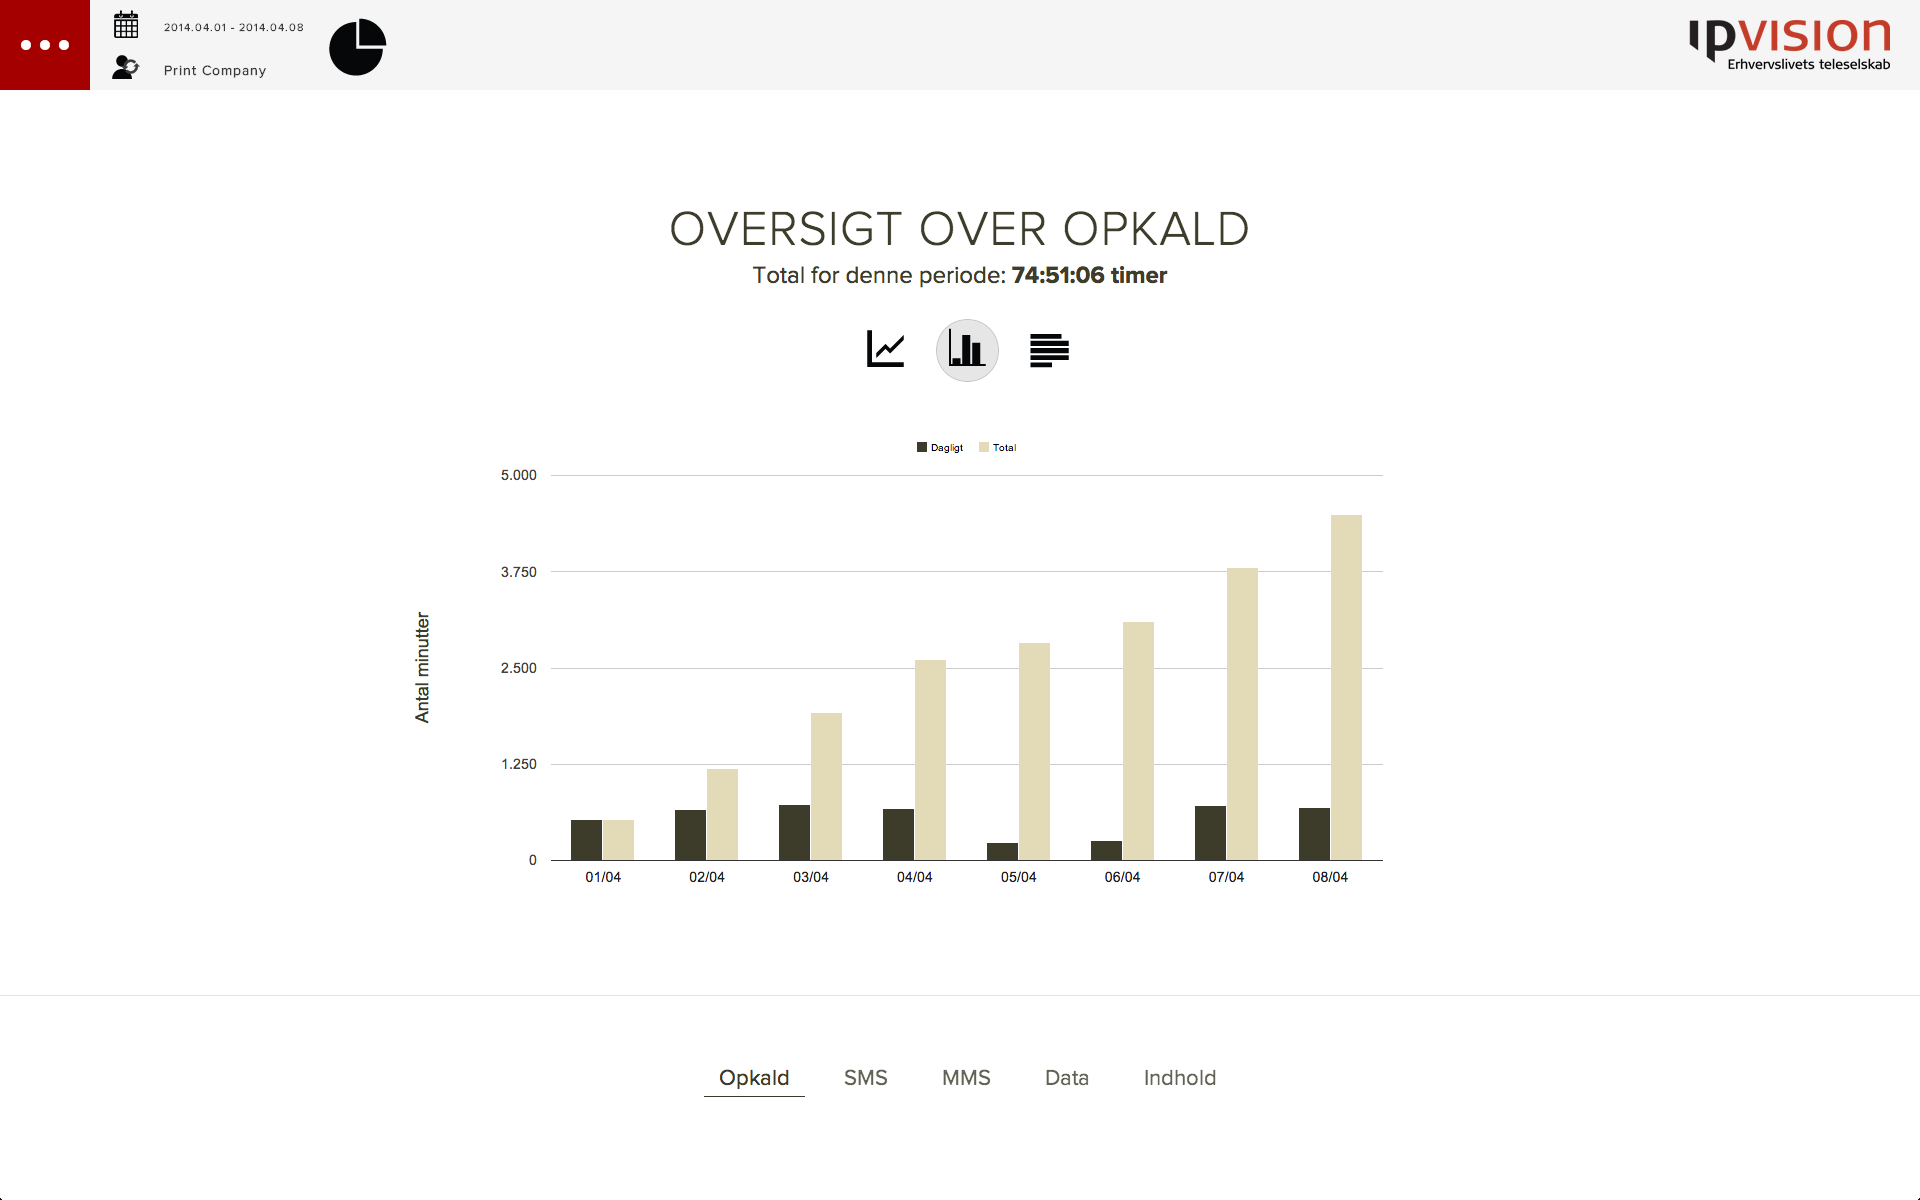 2014.04.01 - 2014.04.08
Print Company
ipvision
Erhvervslivets teleselskab
OVERSIGT OVER OPKALD
Total for denne periode: 74:51:06 timer
Dagligt Total
5.000
3.750
2.500
1.250
0
Antal minutter
01/04 02/04 03/04 04/04 05/04 06/04 07/04 08/04
Opkald SMS MMS Data Indhold